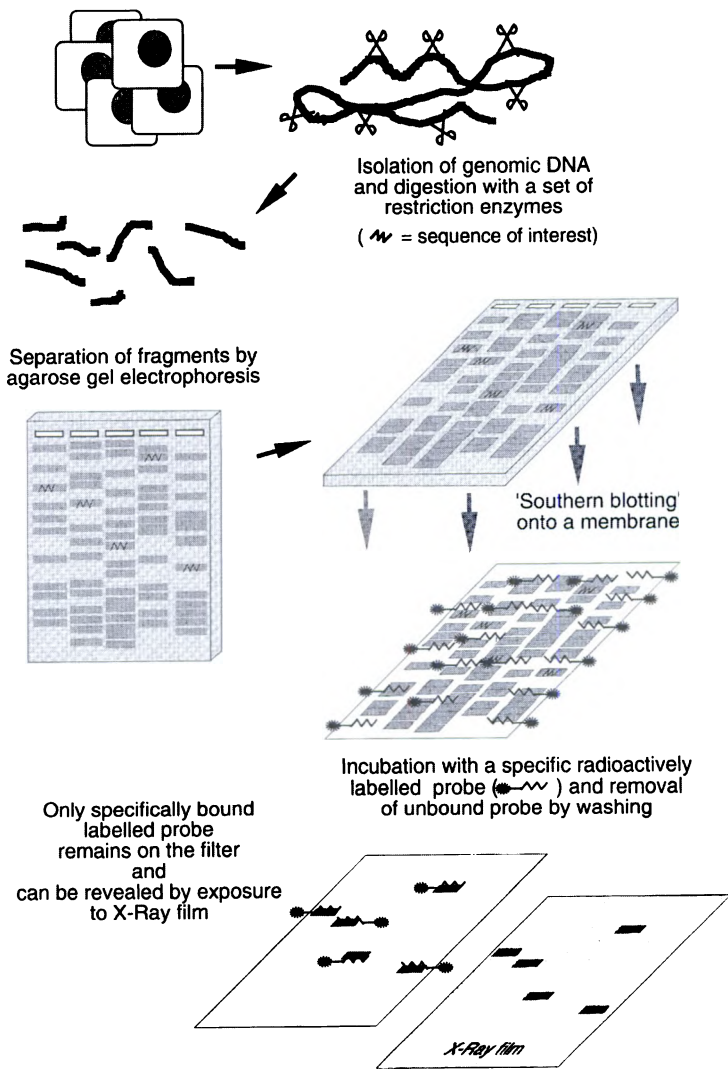 Isolation of genomic DNA
and digestion with a set of
restriction enzymes
( = sequence of interest)
Separation of fragments by
agarose gel electrophoresis
'Southern blotting'
onto a membrane
Incubation with a specific radioactively
labelled probe ( ) and removal
of unbound probe by washing
Only specifically bound
labelled probe
remains on the filter
and
can be revealed by exposure
to X-Ray film
X-Ray film